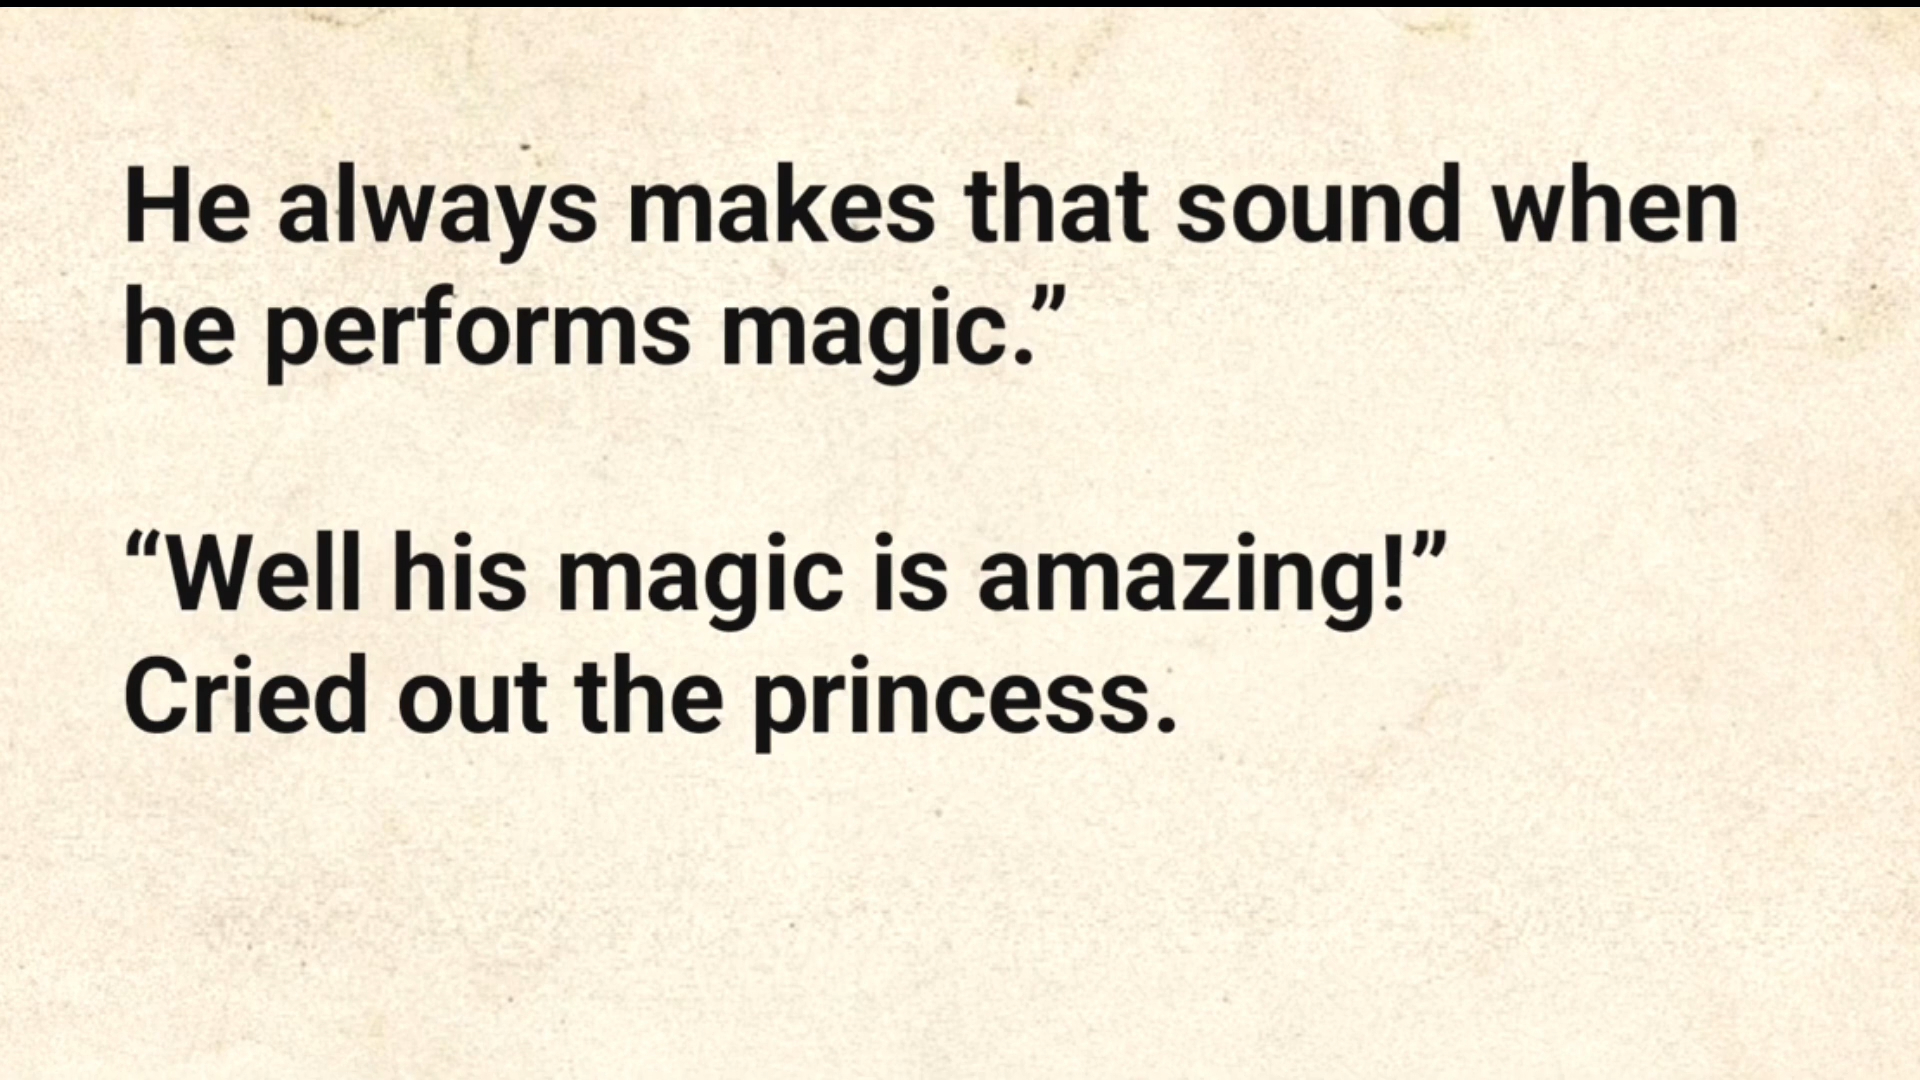 He always makes that sound when
he performs magic.”
“Well his magic is amazing!”
Cried out the princess.